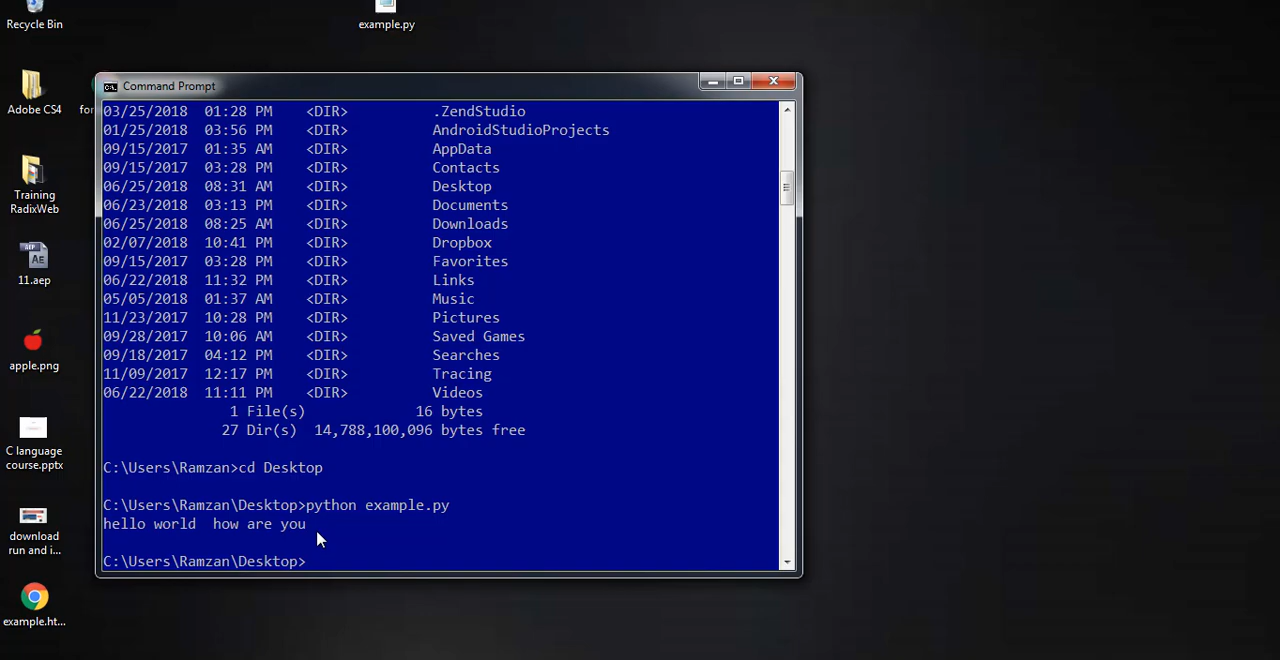 Recycle Bin
example.py
Adobe CS4
for
Training
RadixWeb
11.aep
apple.png
C language
course.pptx
download
run and i...
example.ht...
Command Prompt
03/25/2018  01:28 PM    <DIR>          .ZendStudio
01/25/2018  03:56 PM    <DIR>          AndroidStudioProjects
09/15/2017  01:35 AM    <DIR>          AppData
09/15/2017  03:28 PM    <DIR>          Contacts
06/25/2018  08:31 AM    <DIR>          Desktop
06/23/2018  03:13 PM    <DIR>          Documents
06/25/2018  08:25 AM    <DIR>          Downloads
02/07/2018  10:41 PM    <DIR>          Dropbox
09/15/2017  03:28 PM    <DIR>          Favorites
06/22/2018  11:32 PM    <DIR>          Links
05/05/2018  01:37 AM    <DIR>          Music
11/23/2017  10:28 PM    <DIR>          Pictures
09/28/2017  10:06 AM    <DIR>          Saved Games
09/18/2017  04:12 PM    <DIR>          Searches
11/09/2017  12:17 PM    <DIR>          Tracing
06/22/2018  11:11 PM    <DIR>          Videos
1 File(s)             16 bytes
27 Dir(s)  14,788,100,096 bytes free
C:\Users\Ramzan>cd Desktop
C:\Users\Ramzan\Desktop>python example.py
hello world  how are you
C:\Users\Ramzan\Desktop>